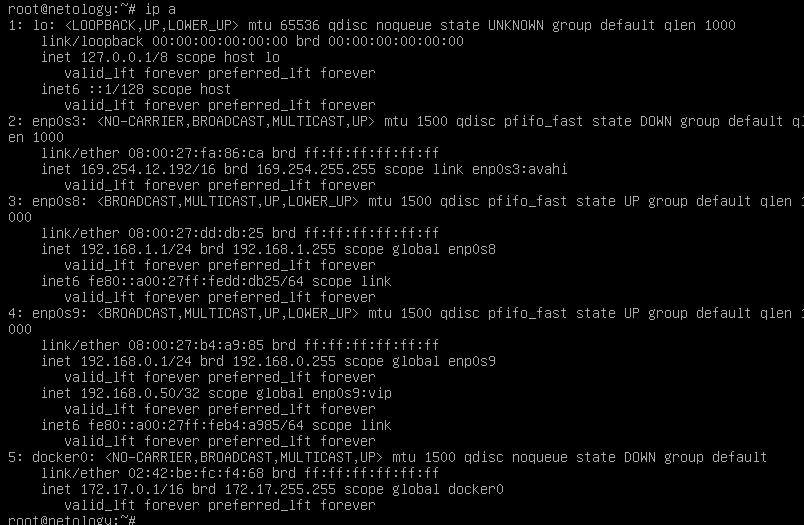 root@netology:~# ip a
1: lo: <LOOPBACK,UP,LOWER_UP> mtu 65536 qdisc noqueue state UNKNOWN group default qlen 1000
    link/loopback 00:00:00:00:00:00 brd 00:00:00:00:00:00
    inet 127.0.0.1/8 scope host lo
       valid_lft forever preferred_lft forever
    inet6 ::1/128 scope host
       valid_lft forever preferred_lft forever
2: enp0s3: <NO-CARRIER,BROADCAST,MULTICAST,UP> mtu 1500 qdisc pfifo_fast state DOWN group default ql
en 1000
    link/ether 08:00:27:fa:86:ca brd ff:ff:ff:ff:ff:ff
    inet 169.254.12.192/16 brd 169.254.255.255 scope link enp0s3:avahi
       valid_lft forever preferred_lft forever
3: enp0s8: <BROADCAST,MULTICAST,UP,LOWER_UP> mtu 1500 qdisc pfifo_fast state UP group default qlen 1
000
    link/ether 08:00:27:dd:db:25 brd ff:ff:ff:ff:ff:ff
    inet 192.168.1.1/24 brd 192.168.1.255 scope global enp0s8
       valid_lft forever preferred_lft forever
    inet6 fe80::a00:27ff:fedd:db25/64 scope link
       valid_lft forever preferred_lft forever
4: enp0s9: <BROADCAST,MULTICAST,UP,LOWER_UP> mtu 1500 qdisc pfifo_fast state UP group default qlen 1
000
    link/ether 08:00:27:b4:a9:85 brd ff:ff:ff:ff:ff:ff
    inet 192.168.0.1/24 brd 192.168.0.255 scope global enp0s9
       valid_lft forever preferred_lft forever
    inet 192.168.0.50/32 scope global enp0s9:vip
       valid_lft forever preferred_lft forever
    inet6 fe80::a00:27ff:feb4:a985/64 scope link
       valid_lft forever preferred_lft forever
5: docker0: <NO-CARRIER,BROADCAST,MULTICAST,UP> mtu 1500 qdisc noqueue state DOWN group default
    link/ether 02:42:be:fc:f4:68 brd ff:ff:ff:ff:ff:ff
    inet 172.17.0.1/16 brd 172.17.255.255 scope global docker0
       valid_lft forever preferred_lft forever
root@netology:~#